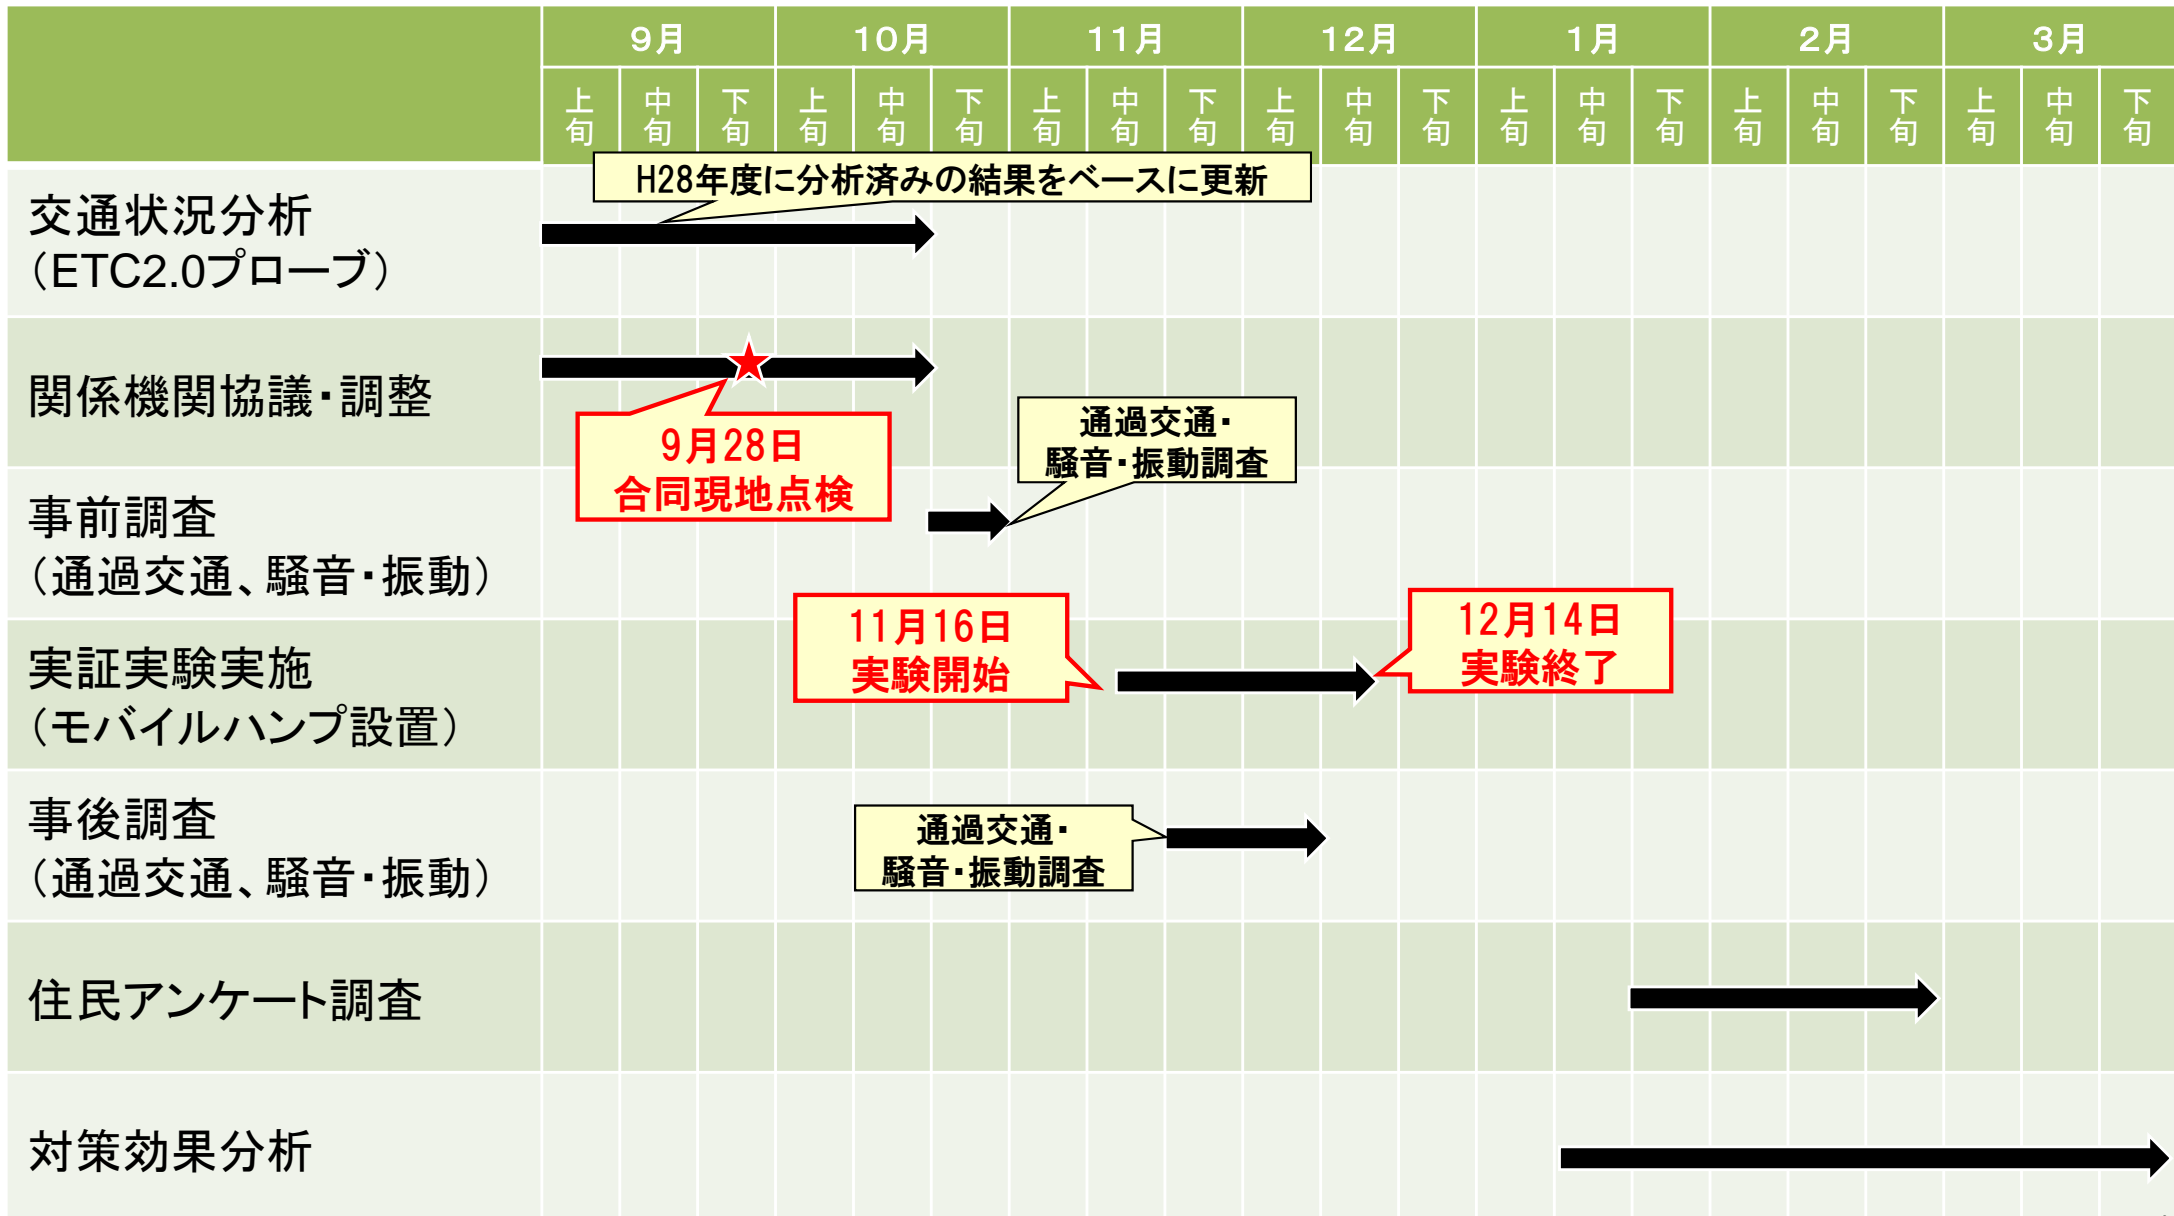 9月 10月 11月 12月 1月 2月 3月
上旬 中旬 下旬 上旬 中旬 下旬 上旬 中旬 下旬 上旬 中旬 下旬 上旬 中旬 下旬 上旬 中旬 下旬 上旬 中旬 下旬
H28年度に分析済みの結果をベースに更新
交通状況分析
（ETC2.0プローブ）
関係機関協議・調整
9月28日
合同現地点検
通過交通・
騒音・振動調査
事前調査
（通過交通、騒音・振動）
11月16日
実験開始
12月14日
実験終了
実証実験実施
（モバイルハンプ設置）
事後調査
（通過交通、騒音・振動）
通過交通・
騒音・振動調査
住民アンケート調査
対策効果分析